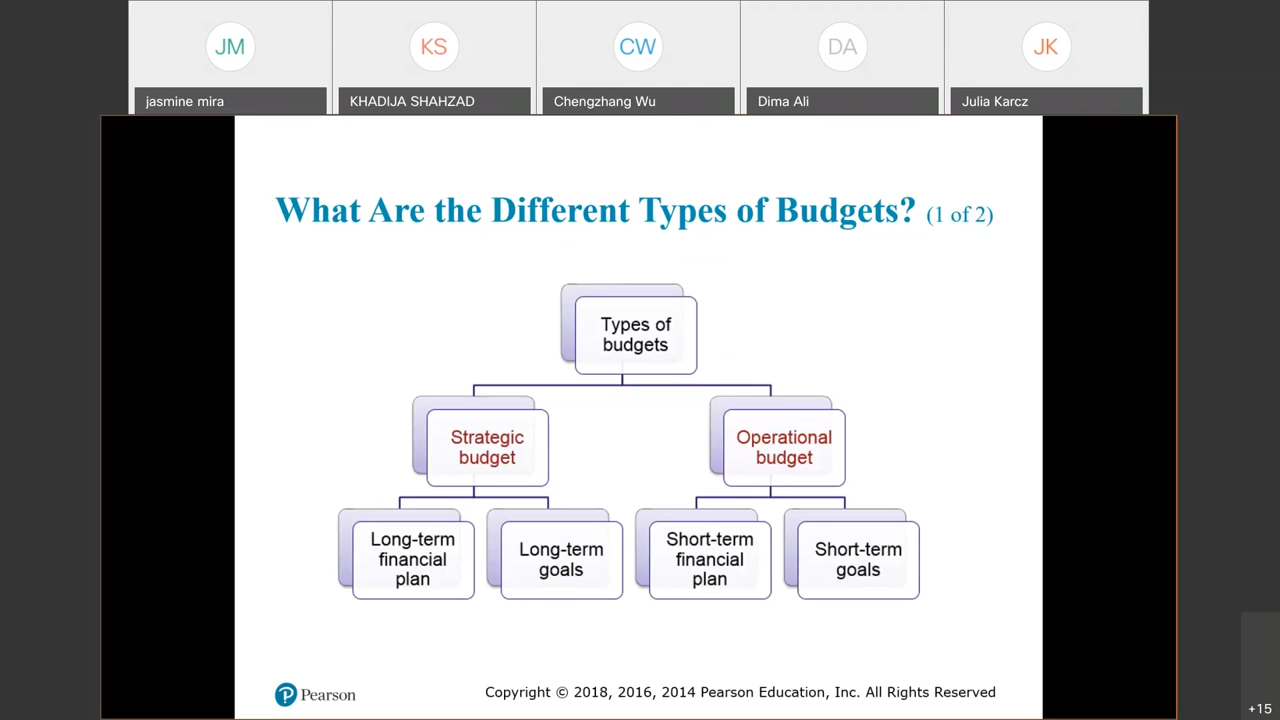 JM
KS
CW
DA
JK
jasmine mira
KHADIJA SHAHZAD
Chengzhang Wu
Dima Ali
Julia Karcz
What Are the Different Types of Budgets? (1 of 2)
Types of
budgets
Strategic
budget
Operational
budget
Long-term
financial
plan
Long-term
goals
Short-term
financial
plan
Short-term
goals
Pearson
Copyright © 2018, 2016, 2014 Pearson Education, Inc. All Rights Reserved
+15